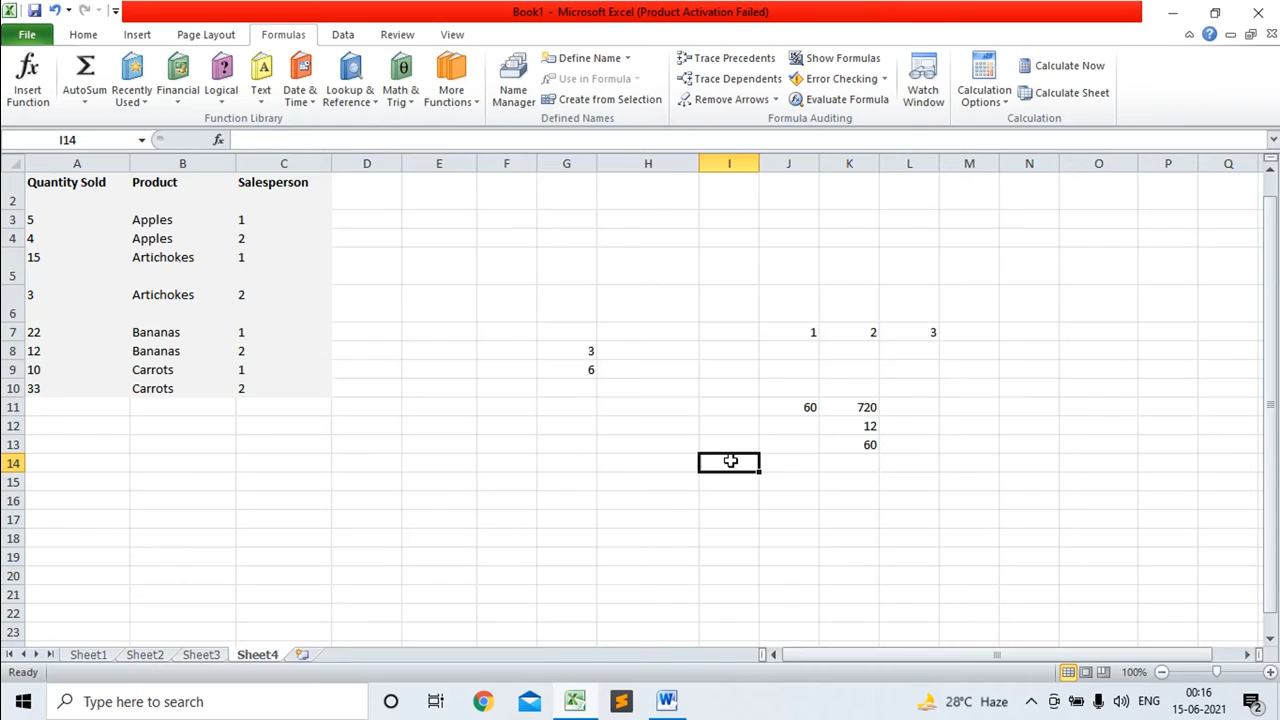 Book1 - Microsoft Excel (Product Activation Failed)
File Home Insert Page Layout Formulas Data Review View
Insert Function
AutoSum
Recently Used
Financial
Logical
Text
Date & Time
Lookup & Reference
Math & Trig
More Functions
Function Library
Name Manager
Define Name
Use in Formula
Create from Selection
Defined Names
Trace Precedents
Trace Dependents
Remove Arrows
Show Formulas
Error Checking
Evaluate Formula
Formula Auditing
Watch Window
Calculation Options
Calculate Now
Calculate Sheet
Calculation
I14 fx
A B C D E F G H I J K L M N O P Q
2 Quantity Sold Product Salesperson
3 5 Apples 1
4 4 Apples 2
5 15 Artichokes 1
6 3 Artichokes 2
7 22 Bananas 1 1 2 3
8 12 Bananas 2 3
9 10 Carrots 1 6
10 33 Carrots 2
11 60 720
12 12
13 60
14
15
16
17
18
19
20
21
22
23
Sheet1 Sheet2 Sheet3 Sheet4
Ready 100%
Type here to search 28°C Haze ENG 00:16
15-06-2021 2